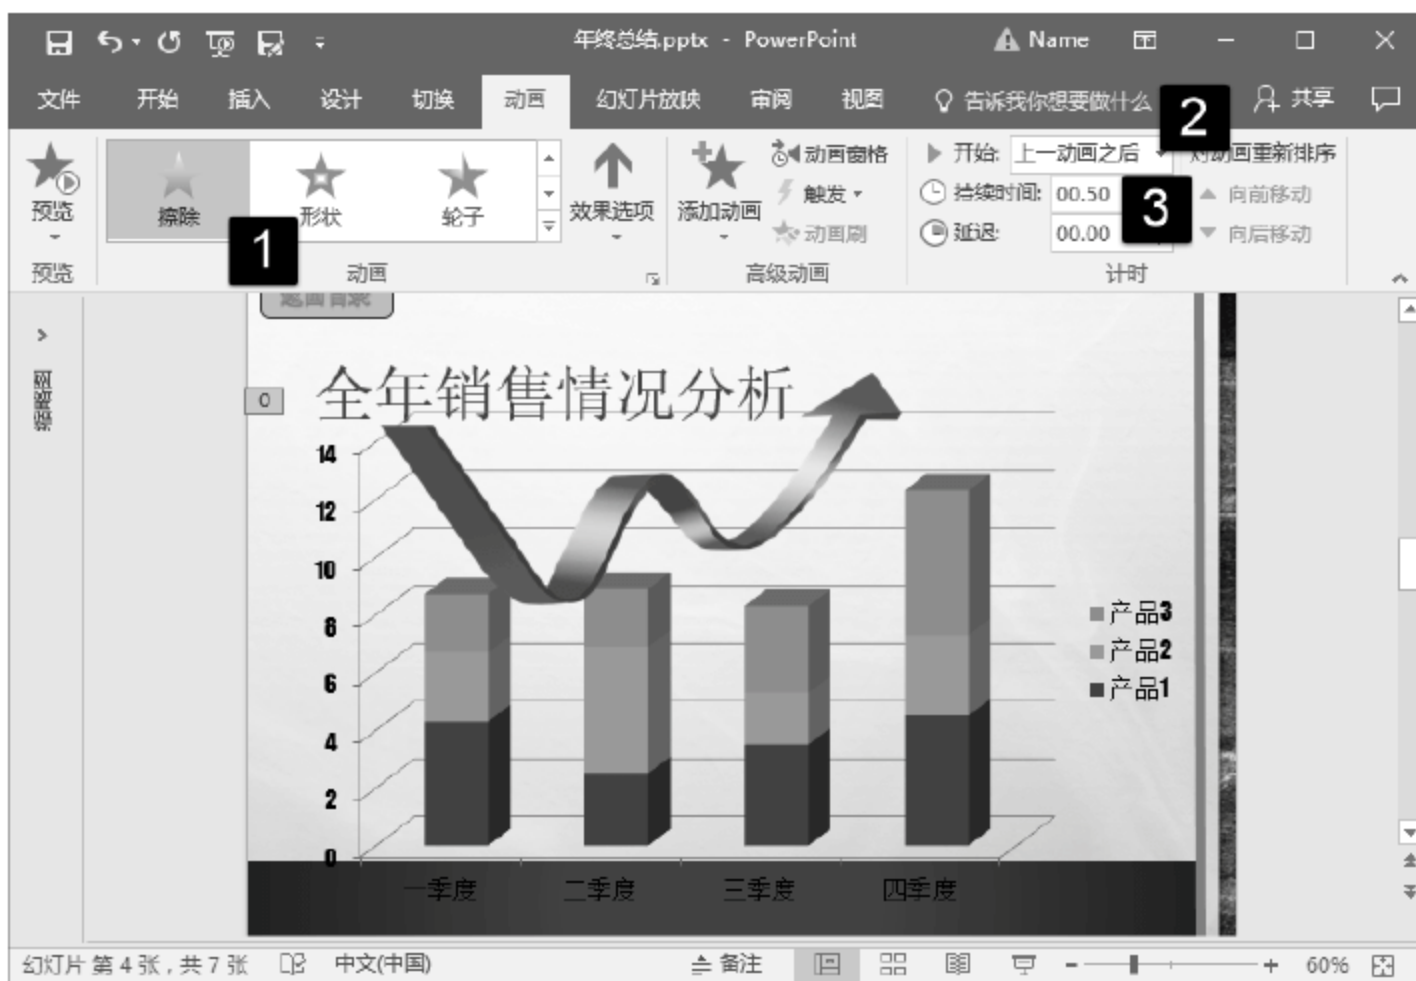 年终总结.pptx - PowerPoint
Name
文件 开始 插入 设计 切换 动画 幻灯片放映 审阅 视图 告诉我你想要做什么 共享
2
预览
擦除 形状 轮子
效果选项
添加动画
动画窗格
触发
动画刷
开始: 上一动画之后
对动画重新排序
持续时间: 00.50
3
向前移动
延迟: 00.00
向后移动
1
预览 动画 高级动画 计时
返回目录
缩略图
0
全年销售情况分析
14
12
10
8
6
4
2
0
产品3
产品2
产品1
一季度 二季度 三季度 四季度
幻灯片 第 4 张，共 7 张 中文(中国) 备注 60%